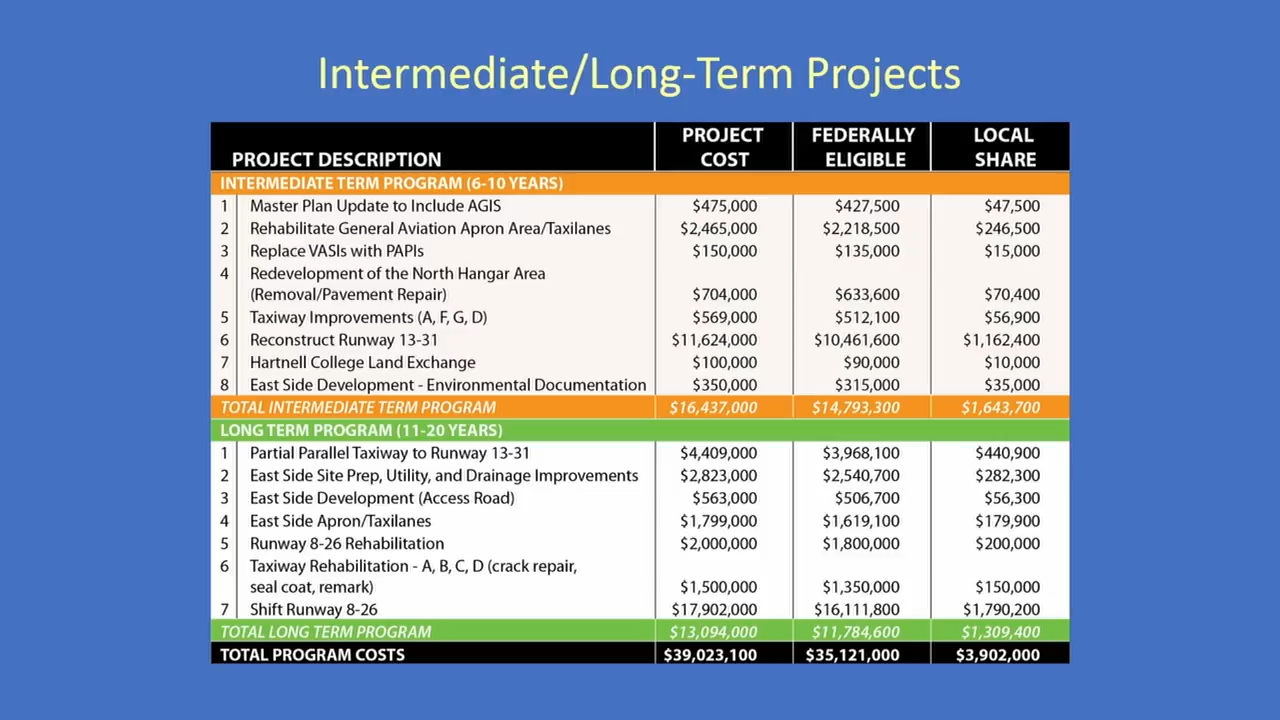 Intermediate/Long-Term Projects
PROJECT DESCRIPTION PROJECT COST FEDERALLY ELIGIBLE LOCAL SHARE
INTERMEDIATE TERM PROGRAM (6-10 YEARS)
1 Master Plan Update to Include AGIS $475,000 $427,500 $47,500
2 Rehabilitate General Aviation Apron Area/Taxilanes $2,465,000 $2,218,500 $246,500
3 Replace VASIs with PAPIs $150,000 $135,000 $15,000
4 Redevelopment of the North Hangar Area
(Removal/Pavement Repair) $704,000 $633,600 $70,400
5 Taxiway Improvements (A, F, G, D) $569,000 $512,100 $56,900
6 Reconstruct Runway 13-31 $11,624,000 $10,461,600 $1,162,400
7 Hartnell College Land Exchange $100,000 $90,000 $10,000
8 East Side Development - Environmental Documentation $350,000 $315,000 $35,000
TOTAL INTERMEDIATE TERM PROGRAM $16,437,000 $14,793,300 $1,643,700
LONG TERM PROGRAM (11-20 YEARS)
1 Partial Parallel Taxiway to Runway 13-31 $4,409,000 $3,968,100 $440,900
2 East Side Site Prep, Utility, and Drainage Improvements $2,823,000 $2,540,700 $282,300
3 East Side Development (Access Road) $563,000 $506,700 $56,300
4 East Side Apron/Taxilanes $1,799,000 $1,619,100 $179,900
5 Runway 8-26 Rehabilitation $2,000,000 $1,800,000 $200,000
6 Taxiway Rehabilitation - A, B, C, D (crack repair,
seal coat, remark) $1,500,000 $1,350,000 $150,000
7 Shift Runway 8-26 $17,902,000 $16,111,800 $1,790,200
TOTAL LONG TERM PROGRAM $13,094,000 $11,784,600 $1,309,400
TOTAL PROGRAM COSTS $39,023,100 $35,121,000 $3,902,000